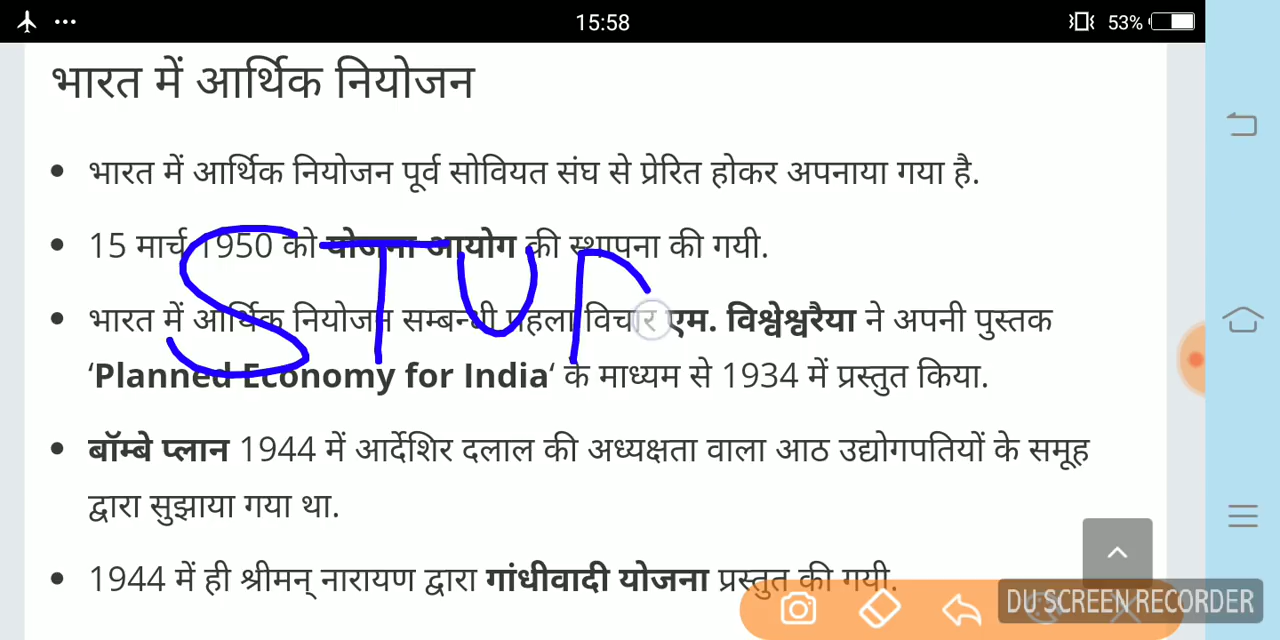 15:58
53%
भारत में आर्थिक नियोजन
भारत में आर्थिक नियोजन पूर्व सोवियत संघ से प्रेरित होकर अपनाया गया है.
15 मार्च 1950 को योजना आयोग की स्थापना की गयी.
भारत में आर्थिक नियोजन सम्बन्धी पहला विचार एम. विश्वेश्वरैया ने अपनी पुस्तक
‘Planned Economy for India‘ के माध्यम से 1934 में प्रस्तुत किया.
STUD
बॉम्बे प्लान 1944 में आर्देशिर दलाल की अध्यक्षता वाला आठ उद्योगपतियों के समूह
द्वारा सुझाया गया था.
1944 में ही श्रीमन् नारायण द्वारा गांधीवादी योजना प्रस्तुत की गयी.
DU SCREEN RECORDER